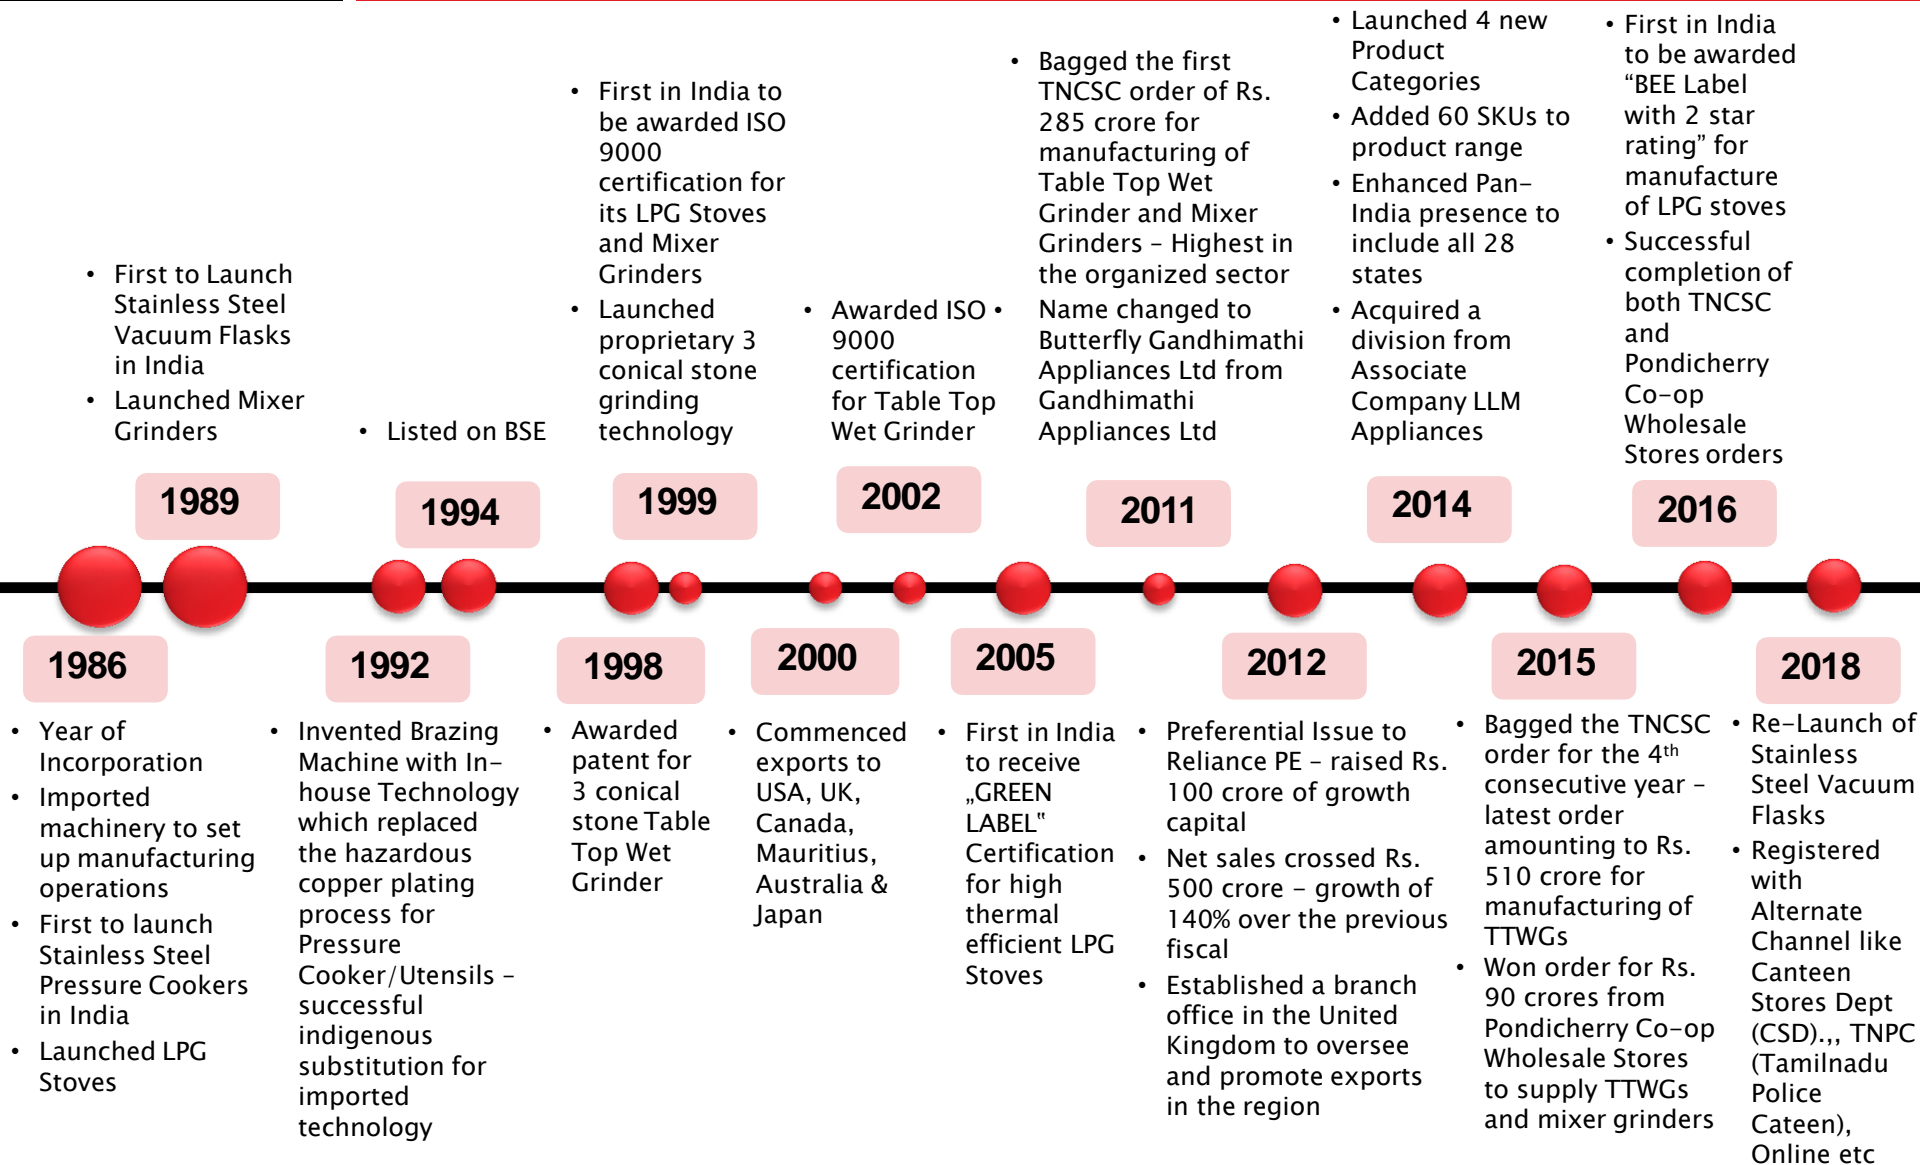 • First to Launch
Stainless Steel
Vacuum Flasks
in India
• Launched Mixer
Grinders
1989
• Listed on BSE
1994
• First in India to
be awarded ISO
9000
certification for
its LPG Stoves
and Mixer
Grinders
• Launched
proprietary 3
conical stone
grinding
technology
1999
• Awarded ISO
9000
certification
for Table Top
Wet Grinder
2002
• Bagged the first
TNCSC order of Rs.
285 crore for
manufacturing of
Table Top Wet
Grinder and Mixer
Grinders – Highest in
the organized sector
• Name changed to
Butterfly Gandhimathi
Appliances Ltd from
Gandhimathi
Appliances Ltd
2011
• Launched 4 new
Product
Categories
• Added 60 SKUs to
product range
• Enhanced Pan-
India presence to
include all 28
states
• Acquired a
division from
Associate
Company LLM
Appliances
2014
• First in India
to be awarded
“BEE Label
with 2 star
rating” for
manufacture
of LPG stoves
• Successful
completion of
both TNCSC
and
Pondicherry
Co-op
Wholesale
Stores orders
2016
1986
• Year of
Incorporation
• Imported
machinery to set
up manufacturing
operations
• First to launch
Stainless Steel
Pressure Cookers
in India
• Launched LPG
Stoves
1992
• Invented Brazing
Machine with In-
house Technology
which replaced
the hazardous
copper plating
process for
Pressure
Cooker/Utensils –
successful
indigenous
substitution for
imported
technology
1998
• Awarded
patent for
3 conical
stone Table
Top Wet
Grinder
2000
• Commenced
exports to
USA, UK,
Canada,
Mauritius,
Australia &
Japan
2005
• First in India
to receive
„GREEN
LABEL‟
Certification
for high
thermal
efficient LPG
Stoves
2012
• Preferential Issue to
Reliance PE – raised Rs.
100 crore of growth
capital
• Net sales crossed Rs.
500 crore – growth of
140% over the previous
fiscal
• Established a branch
office in the United
Kingdom to oversee
and promote exports
in the region
2015
• Bagged the TNCSC
order for the 4th
consecutive year –
latest order
amounting to Rs.
510 crore for
manufacturing of
TTWGs
• Won order for Rs.
90 crores from
Pondicherry Co-op
Wholesale Stores
to supply TTWGs
and mixer grinders
2018
• Re-Launch of
Stainless
Steel Vacuum
Flasks
• Registered
with
Alternate
Channel like
Canteen
Stores Dept
(CSD).,, TNPC
(Tamilnadu
Police
Cateen),
Online etc